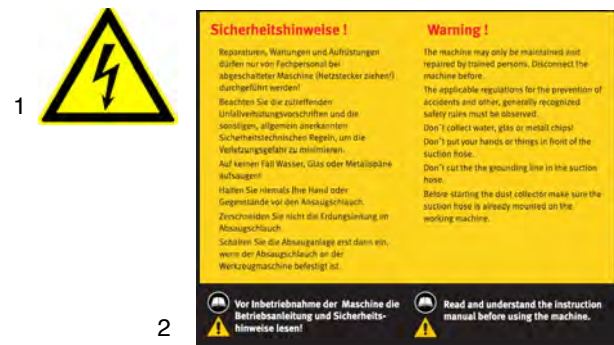 1
Sicherheitshinweise !
Reparaturen, Wartungen und Aufrüstungen
dürfen nur von Fachpersonal bei
abgeschalteter Maschine (Netzstecker ziehen!)
durchgeführt werden!
Beachten Sie die zutreffenden
Unfallverhütungsvorschriften und die
sonstigen, allgemein anerkannten
Sicherheitstechnischen Regeln, um die
Verletzungsgefahr zu minimieren.
Auf keinen Fall Wasser, Glas oder Metallspäne
aufsaugen!
Halten Sie niemals Ihre Hand oder
Gegenstände vor den Ansaugschlauch.
Zerschneiden Sie nicht die Erdungsleitung im
Absaugschlauch.
Schalten Sie die Absauganlage erst dann ein,
wenn der Absaugschlauch an der
Werkzeugmaschine befestigt ist.
Warning !
The machine may only be maintained and
repaired by trained persons. Disconnect the
machine before.
The applicable regulations for the prevention of
accidents and other, generally recognized
safety rules must be observed.
Don´t collect water, glas or metall chips!
Don´t put your hands or things in front of the
suction hose.
Don´t cut the the grounding line in the suction
hose.
Before starting the dust collector make sure the
suction hose is already mounted on the
working machine.
2
Vor Inbetriebnahme der Maschine die
Betriebsanleitung und Sicherheits-
hinweise lesen!
Read and understand the instruction
manual before using the machine.